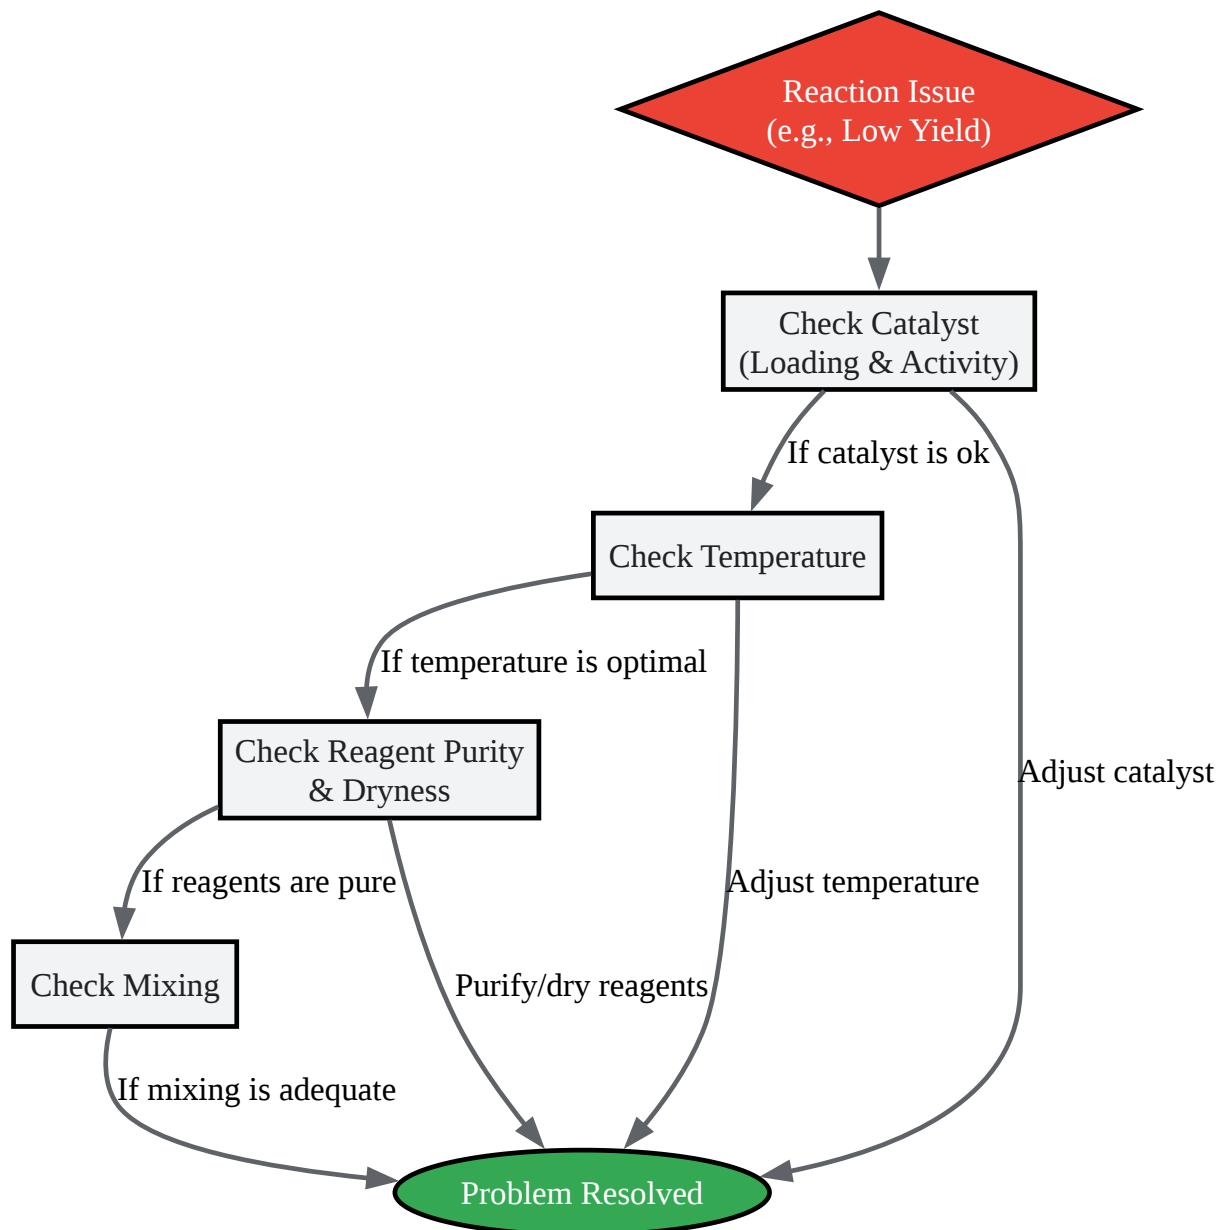 Reaction Issue
(e.g., Low Yield)
Check Catalyst
(Loading & Activity)
If catalyst is ok
Check Temperature
If temperature is optimal
Check Reagent Purity
& Dryness
Adjust catalyst
If reagents are pure
Adjust temperature
Check Mixing
Purify/dry reagents
If mixing is adequate
Problem Resolved